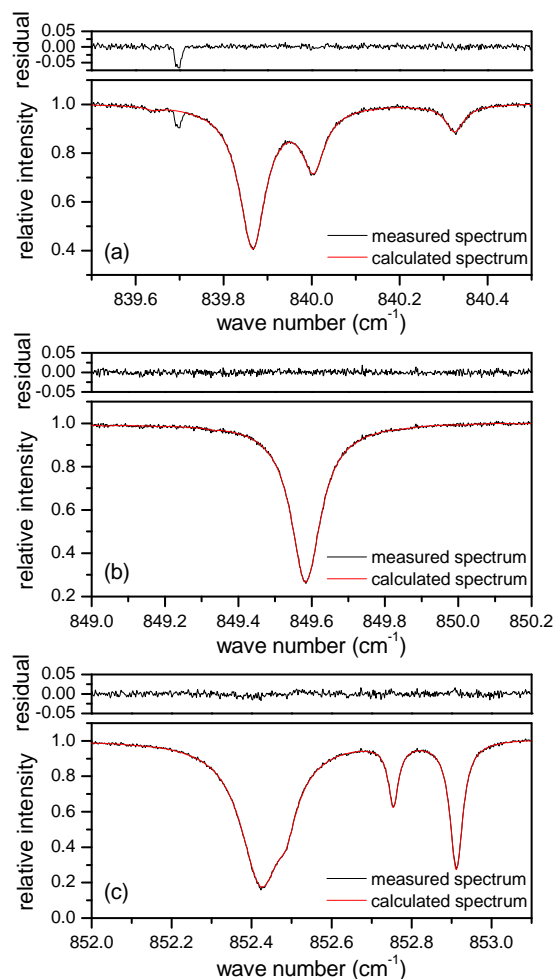 residual
0.05
0.00
-0.05
relative intensity
1.0
0.8
0.6
0.4
(a)
measured spectrum
calculated spectrum
839.6 839.8 840.0 840.2 840.4
wave number (cm⁻¹)
residual
0.05
0.00
-0.05
relative intensity
1.0
0.8
0.6
0.4
0.2
(b)
measured spectrum
calculated spectrum
849.0 849.2 849.4 849.6 849.8 850.0 850.2
wave number (cm⁻¹)
residual
0.05
0.00
-0.05
relative intensity
1.0
0.8
0.6
0.4
0.2
0.0
(c)
measured spectrum
calculated spectrum
852.0 852.2 852.4 852.6 852.8 853.0
wave number (cm⁻¹)